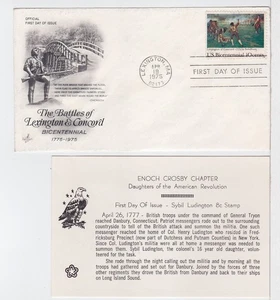 OFFICIAL
FIRST DAY OF ISSUE
The Battles of
Lexington & Concord
BICENTENNIAL
1775-1975
LEXINGTON, MA
APR
19
1975
02173
US Bicentennial
FIRST DAY OF ISSUE
ENOCH CROSBY CHAPTER
Daughters of the American Revolution
First Day Of Issue - Sybil Ludington 8c Stamp
April 26, 1777 - British troops under the command of General Tryon
reached Danbury, Connecticut. Patriot messengers rode out to the surrounding
countryside to tell of the British attack and summon the militia. One such
messenger reached the home of Col. Henry Ludington who resided in Fred-
ricksburg Precinct (now part of Dutchess and Putnam Counties) in New York.
Since Col. Ludington's militia were all at home a messenger was needed to
summon them. Sybil Ludington, the colonel's 16 year old daughter, volun-
teered for the task.
She rode through the night calling out the militia and by morning all the
troops had gathered and set out for Danbury. Joined by the forces of three
other regiments they drove the British from Danbury and back to their ships
on Long Island Sound.